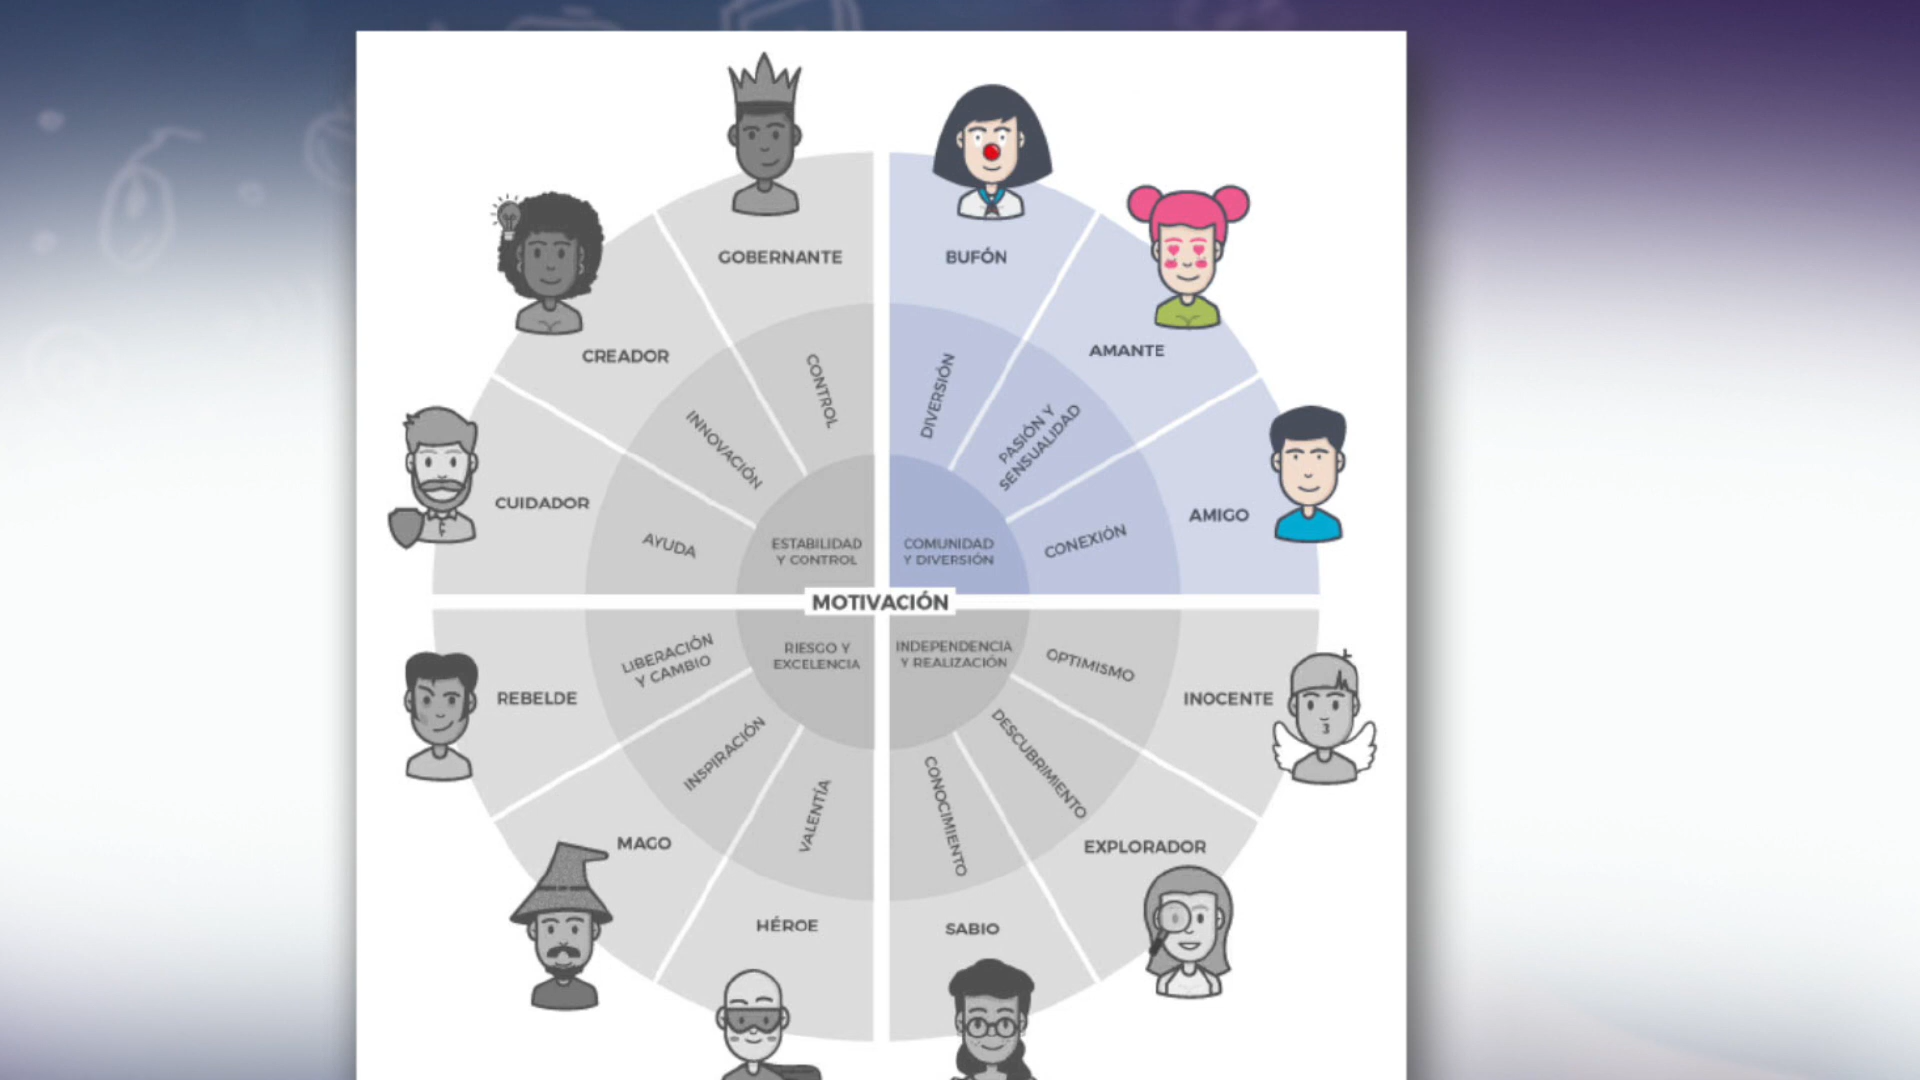 GOBERNANTE
BUFÓN
CREADOR
AMANTE
CONTROL
DIVERSIÓN
INNOVACIÓN
PASIÓN Y
SENSUALIDAD
CUIDADOR
AMIGO
AYUDA
CONEXIÓN
ESTABILIDAD
Y CONTROL
COMUNIDAD
Y DIVERSIÓN
MOTIVACIÓN
RIESGO Y
EXCELENCIA
INDEPENDENCIA
Y REALIZACIÓN
LIBERACIÓN
Y CAMBIO
OPTIMISMO
REBELDE
INOCENTE
INSPIRACIÓN
DESCUBRIMIENTO
VALENTÍA
CONOCIMIENTO
MAGO
EXPLORADOR
HÉROE
SABIO